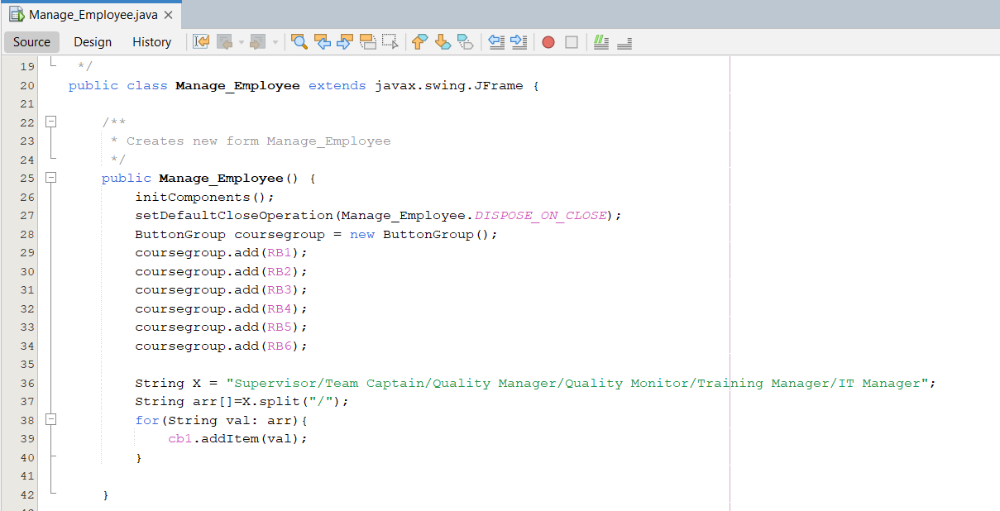 Manage_Employee.java
Source Design History
19 */
20 public class Manage_Employee extends javax.swing.JFrame {
21
22 /**
23 * Creates new form Manage_Employee
24 */
25 public Manage_Employee() {
26 initComponents();
27 setDefaultCloseOperation(Manage_Employee.DISPOSE_ON_CLOSE);
28 ButtonGroup coursegroup = new ButtonGroup();
29 coursegroup.add(RB1);
30 coursegroup.add(RB2);
31 coursegroup.add(RB3);
32 coursegroup.add(RB4);
33 coursegroup.add(RB5);
34 coursegroup.add(RB6);
35
36 String X = "Supervisor/Team Captain/Quality Manager/Quality Monitor/Training Manager/IT Manager";
37 String arr[]=X.split("/");
38 for(String val: arr){
39 cb1.addItem(val);
40 }
41
42 }